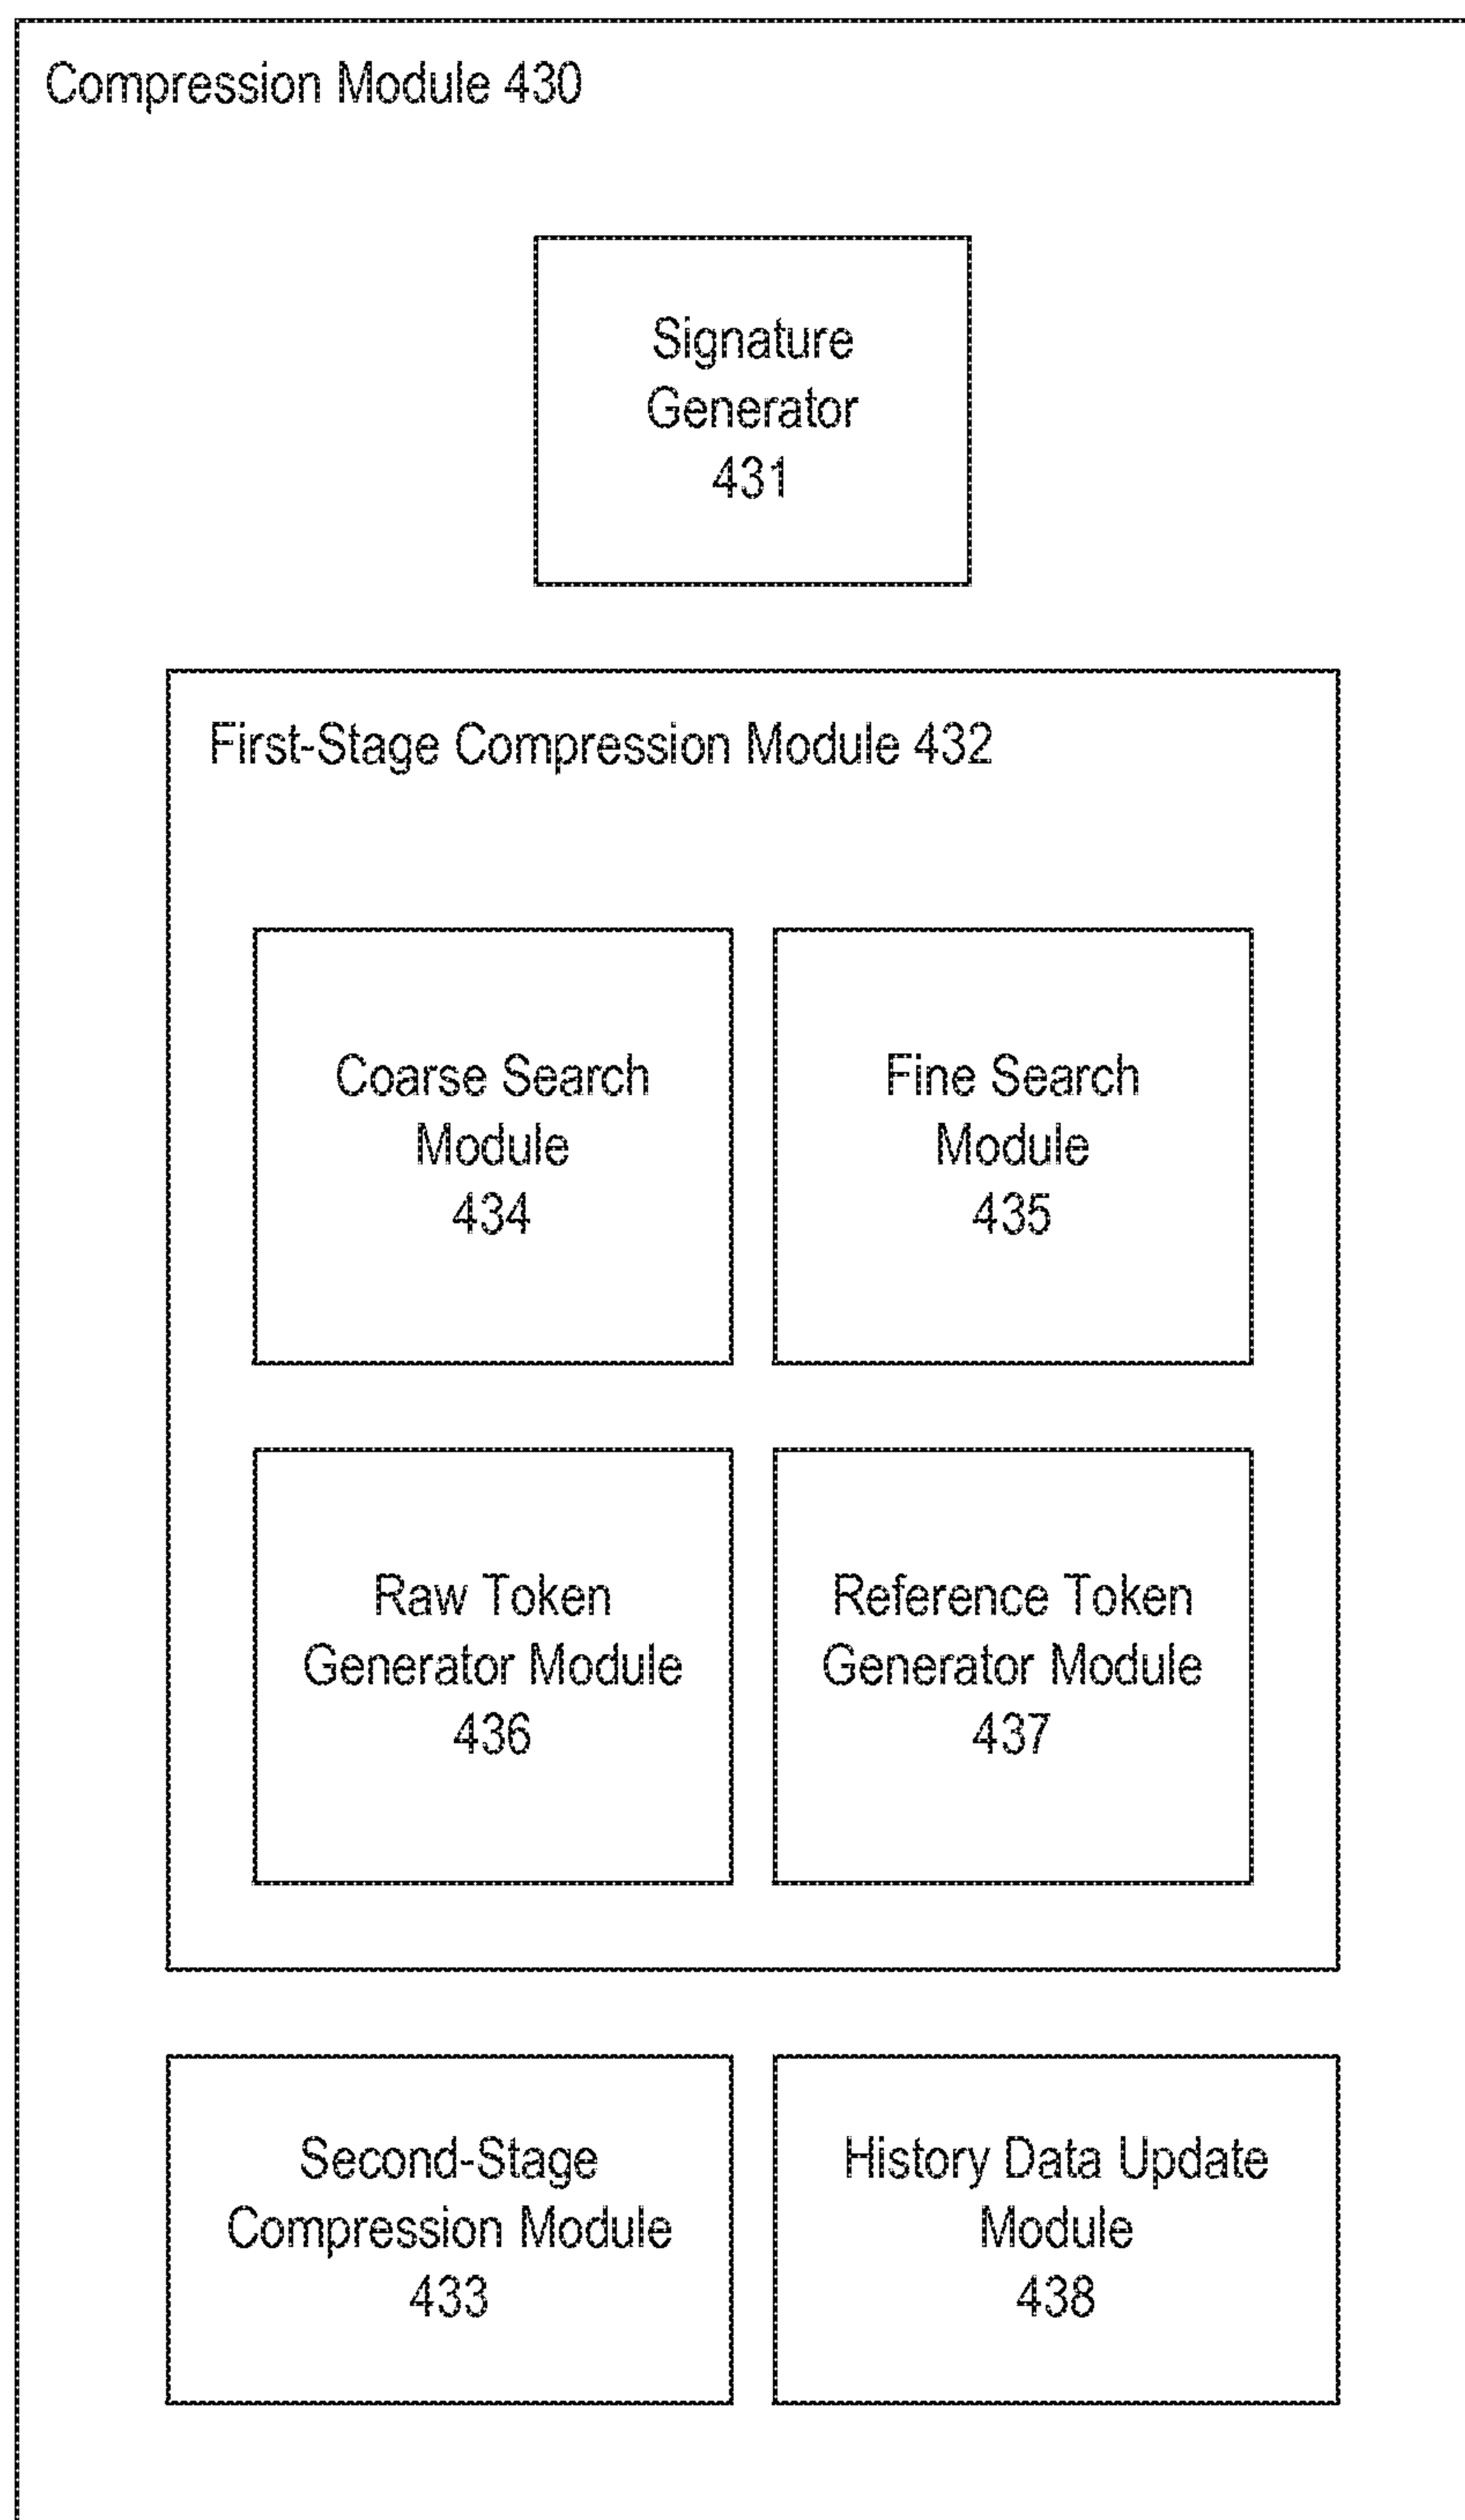 Compression Module 430
Signature
Generator
431
First-Stage Compression Module 432
Coarse Search
Module
434
Fine Search
Module
435
Raw Token
Generator Module
436
Reference Token
Generator Module
437
Second-Stage
Compression Module
433
History Data Update
Module
438